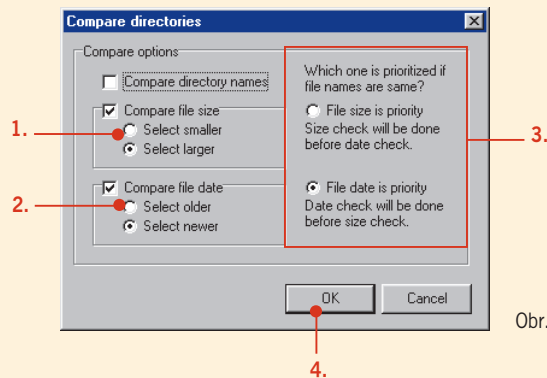 Compare directories
Compare options
Compare directory names
Compare file size
Select smaller
Select larger
Compare file date
Select older
Select newer
Which one is prioritized if
file names are same?
File size is priority
Size check will be done
before date check.
File date is priority
Date check will be done
before size check.
OK
Cancel
1.
2.
3.
4.
Obr.